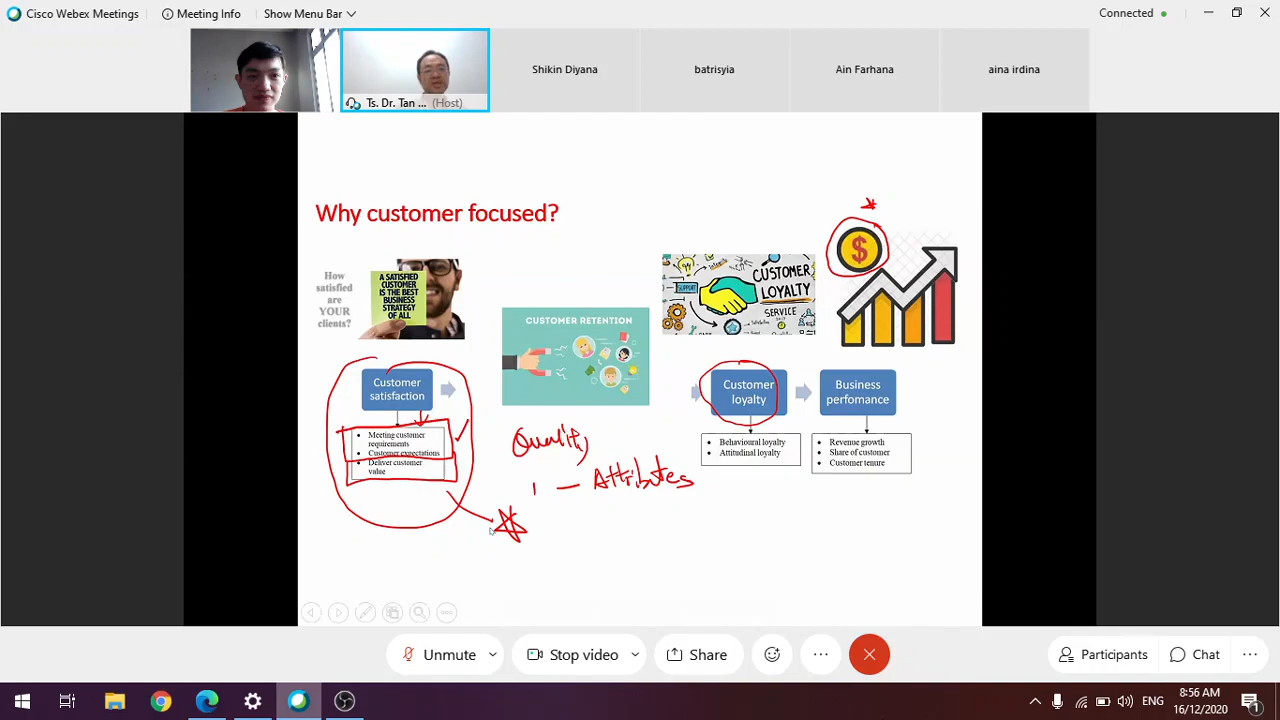 Cisco Webex Meetings
Meeting Info
Show Menu Bar
Connected
Ts. Dr. Tan ... (Host)
Shikin Diyana
batrisyia
Ain Farhana
aina irdina
Why customer focused?
How
satisfied
are
YOUR
clients?
A SATISFIED
CUSTOMER
IS THE BEST
BUSINESS
STRATEGY
OF ALL
CUSTOMER RETENTION
SUPPORT
CUSTOMER
LOYALTY
SERVICE
$
Customer
satisfaction
• Meeting customer
requirements
• Customer expectations
• Deliver customer
value
Quality
1 — Attributes
Customer
loyalty
• Behavioural loyalty
• Attitudinal loyalty
Business
perfomance
• Revenue growth
• Share of customer
• Customer tenure
Unmute
Stop video
Share
Participants
Chat
ENG
8:56 AM
16/12/2020
1